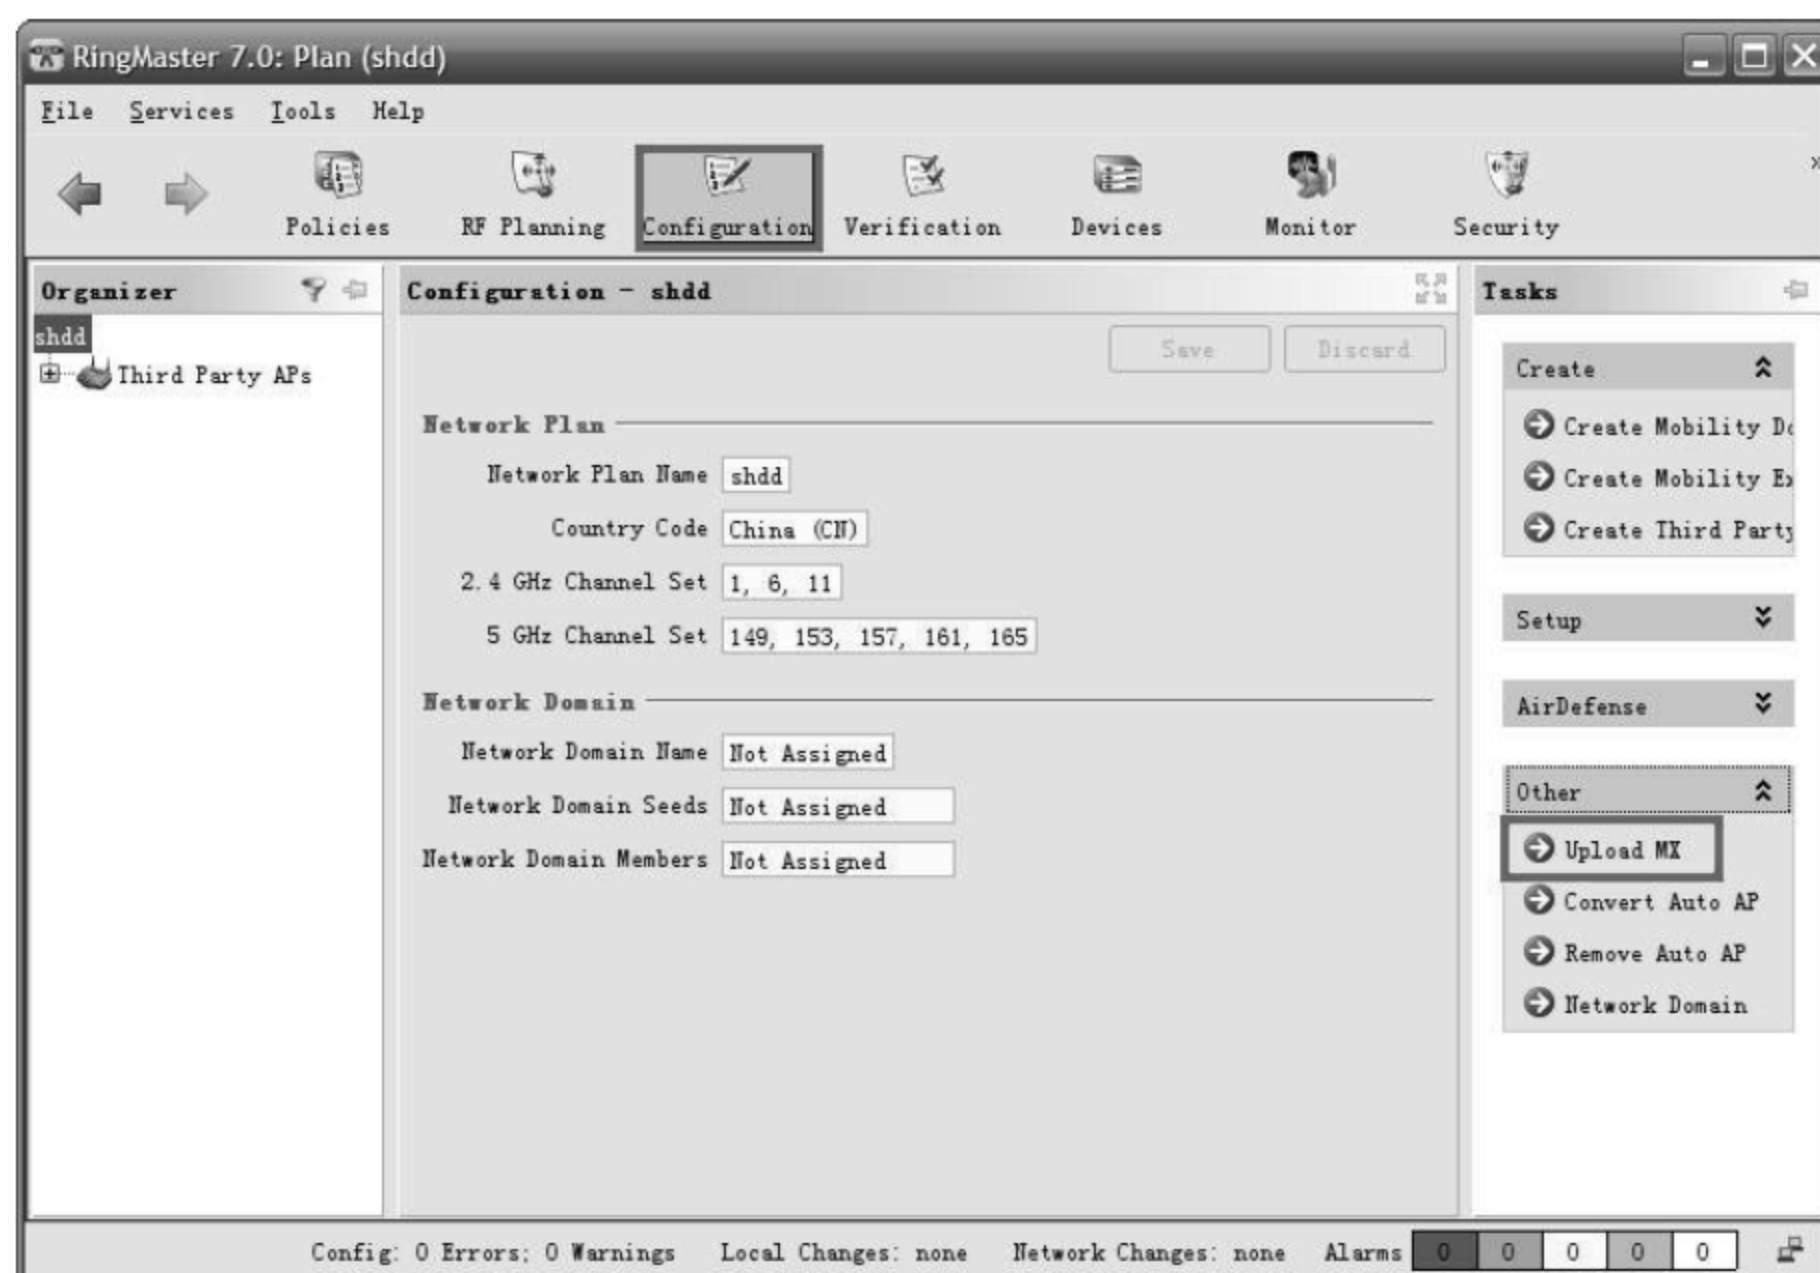 RingMaster 7.0: Plan (shdd)
File Services Tools Help
Policies RF Planning Configuration Verification Devices Monitor Security
Organizer
shdd
Third Party APs
Configuration - shdd
Save Discard
Network Plan
Network Plan Name shdd
Country Code China (CN)
2.4 GHz Channel Set 1, 6, 11
5 GHz Channel Set 149, 153, 157, 161, 165
Network Domain
Network Domain Name Not Assigned
Network Domain Seeds Not Assigned
Network Domain Members Not Assigned
Tasks
Create
Create Mobility Do
Create Mobility Ex
Create Third Party
Setup
AirDefense
Other
Upload MX
Convert Auto AP
Remove Auto AP
Network Domain
Config: 0 Errors; 0 Warnings Local Changes: none Network Changes: none Alarms 0 0 0 0 0